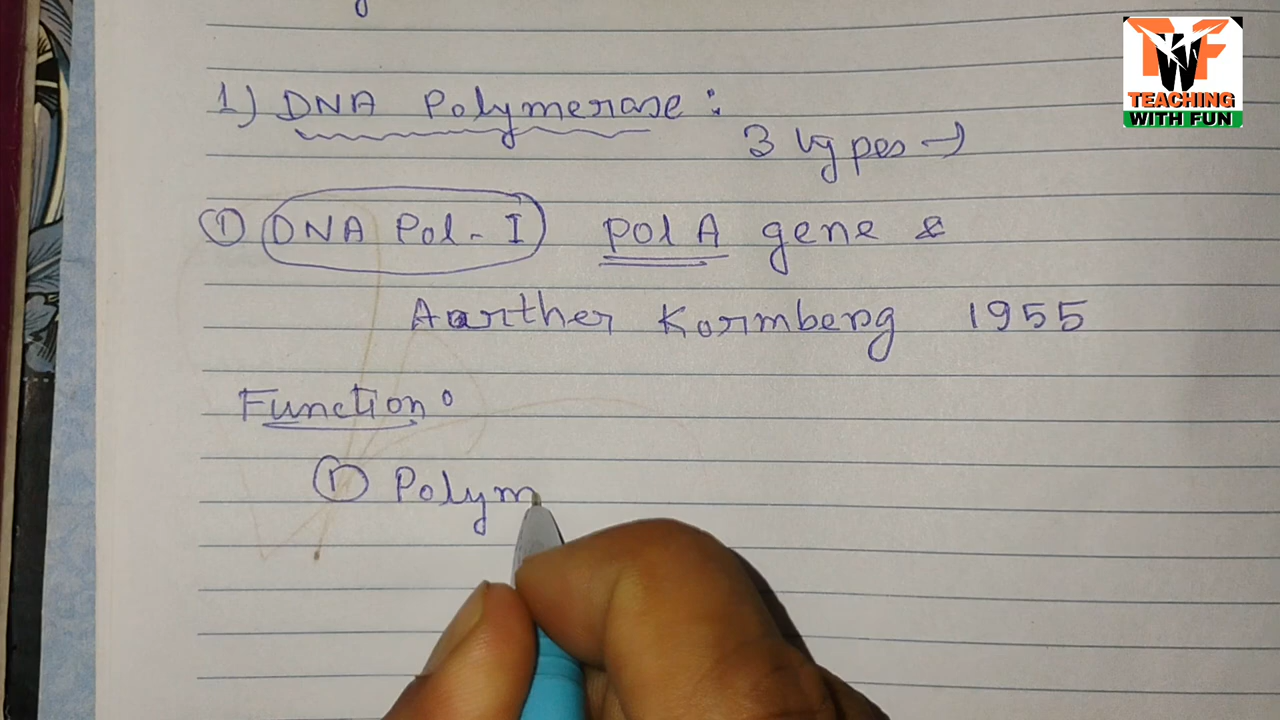 TWF
TEACHING
WITH FUN
1) DNA Polymerase :
3 types →
① DNA Pol - I pol A gene &
Aarther Kormberg 1955
Function :
① Polym